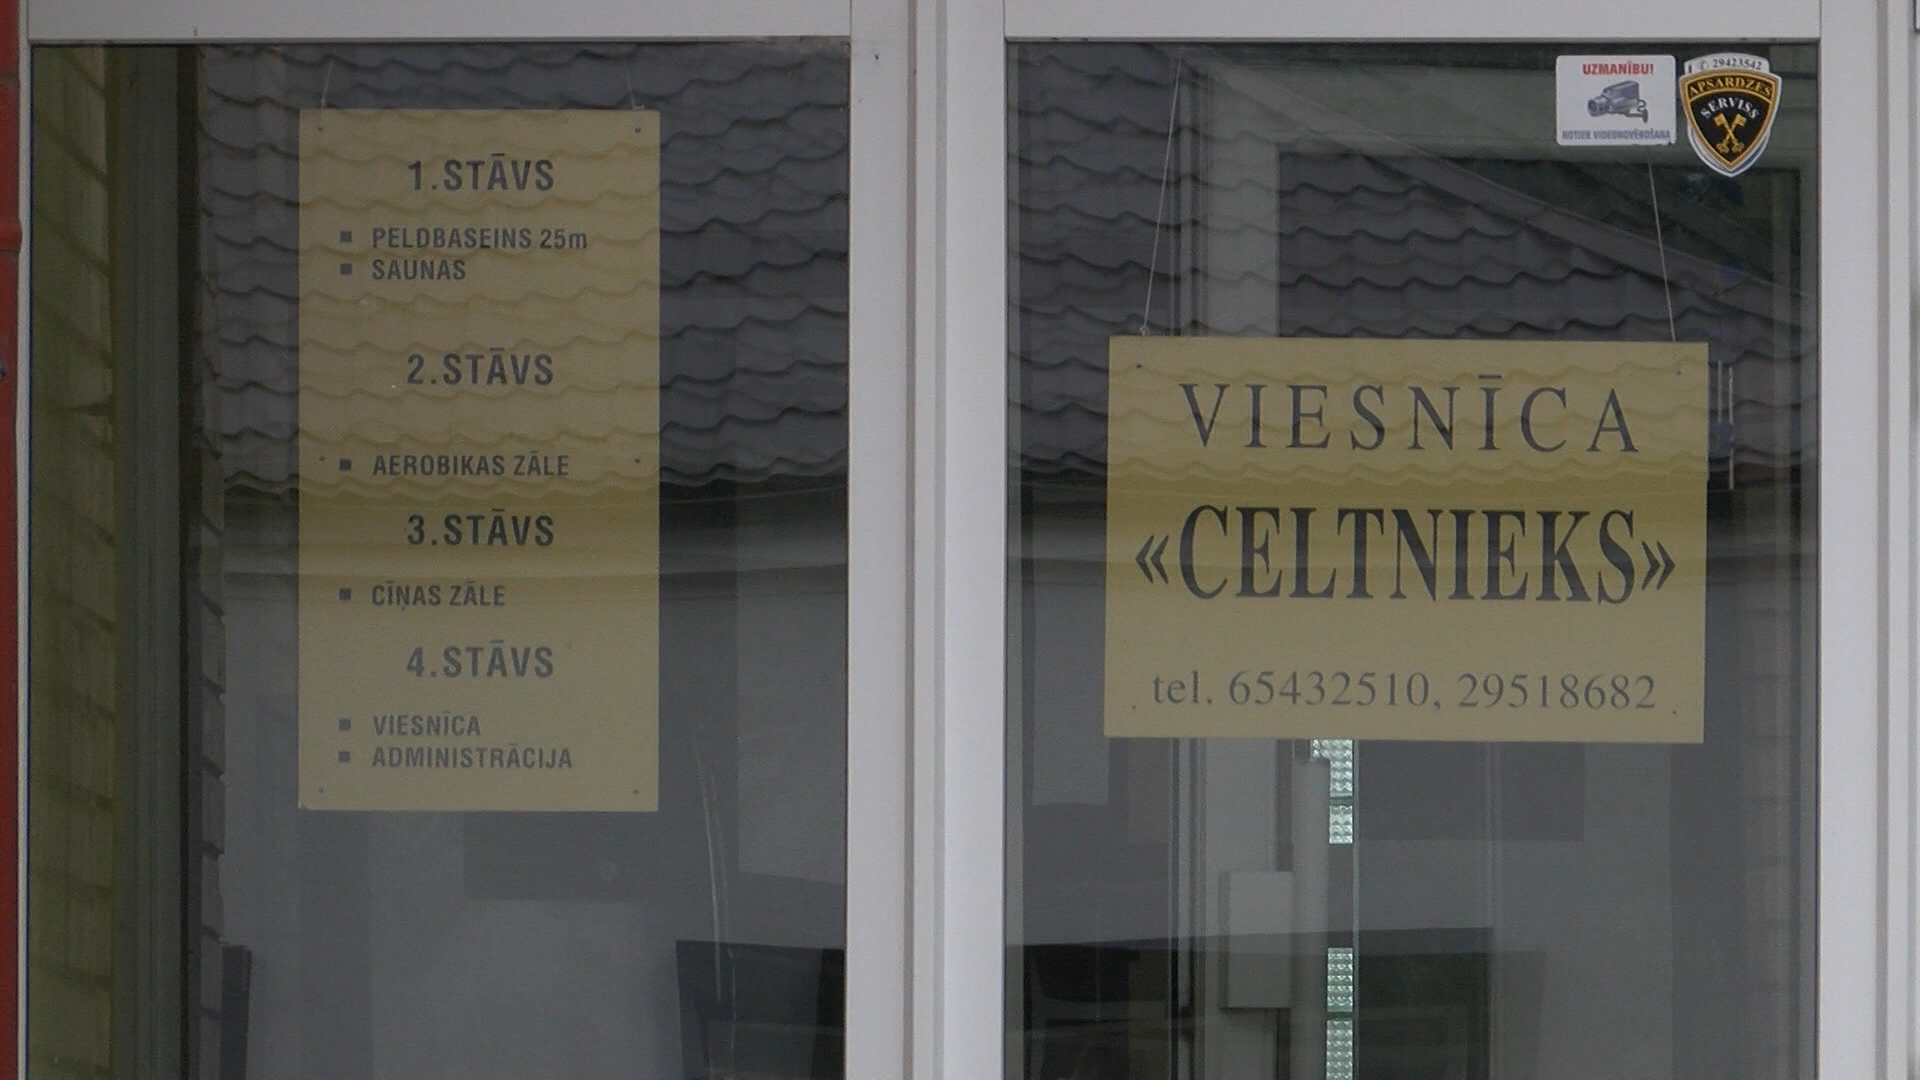 1.STĀVS
▪ PELDBASEINS 25m
▪ SAUNAS
2.STĀVS
▪ AEROBIKAS ZĀLE
3.STĀVS
▪ CĪŅAS ZĀLE
4.STĀVS
▪ VIESNĪCA
▪ ADMINISTRĀCIJA
UZMANĪBU!
NOTIEK VIDEONOVĒROŠANA
29423542
APSARDZES
SERVISS
VIESNĪCA
«CELTNIEKS»
tel. 65432510, 29518682